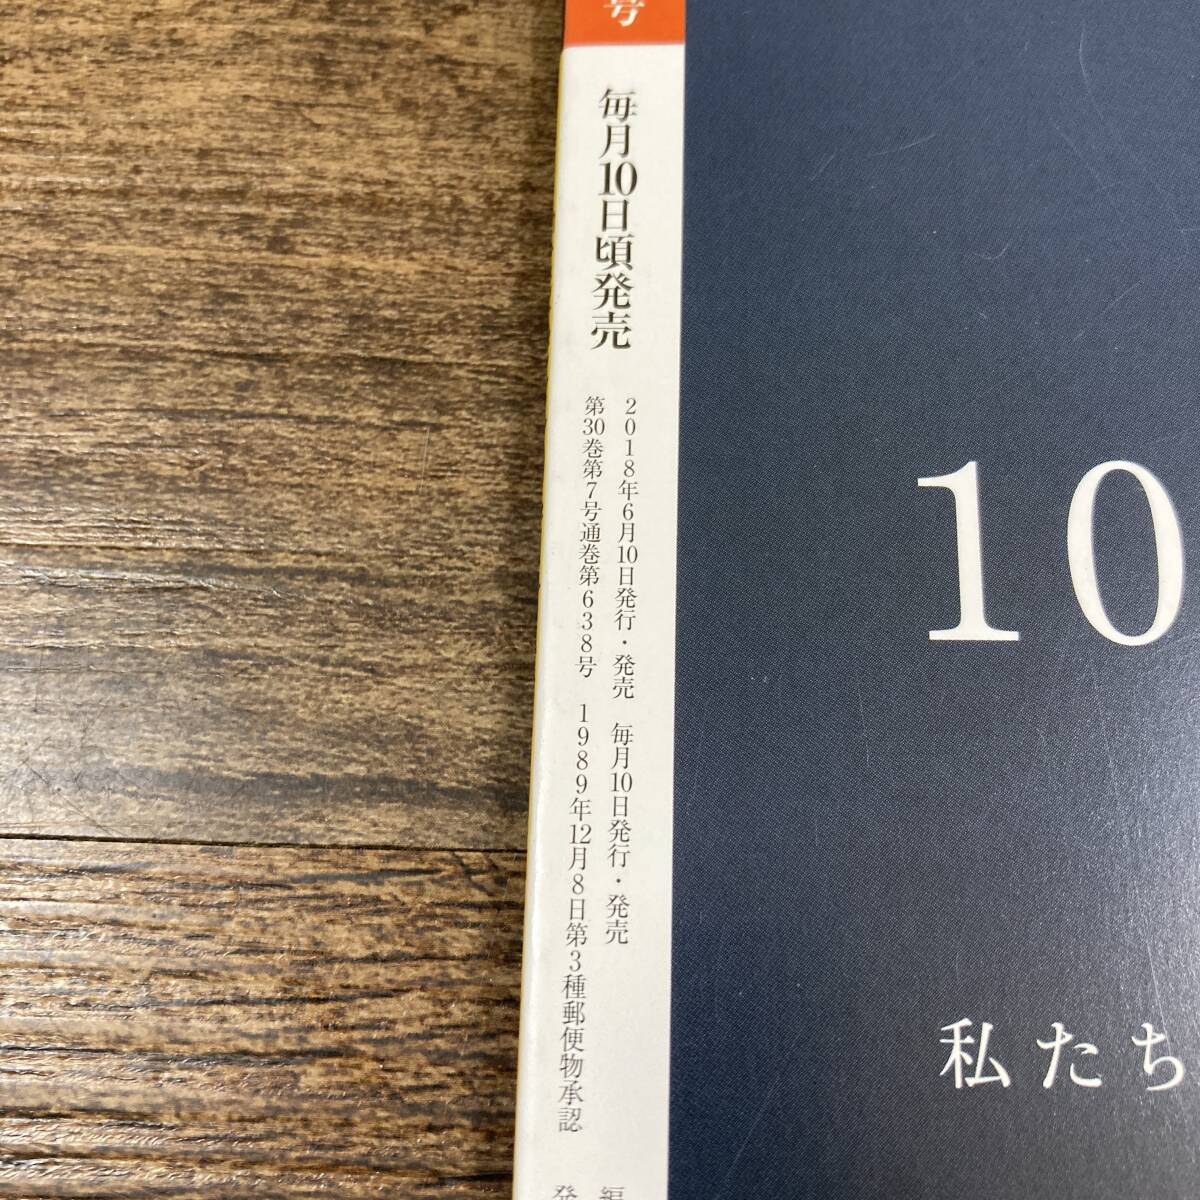 号
毎月10日頃発売
2018年6月10日発行・発売　毎月10日発行・発売
第30巻第7号通巻第638号　1989年12月8日第3種郵便物承認
編
発
10
私たち